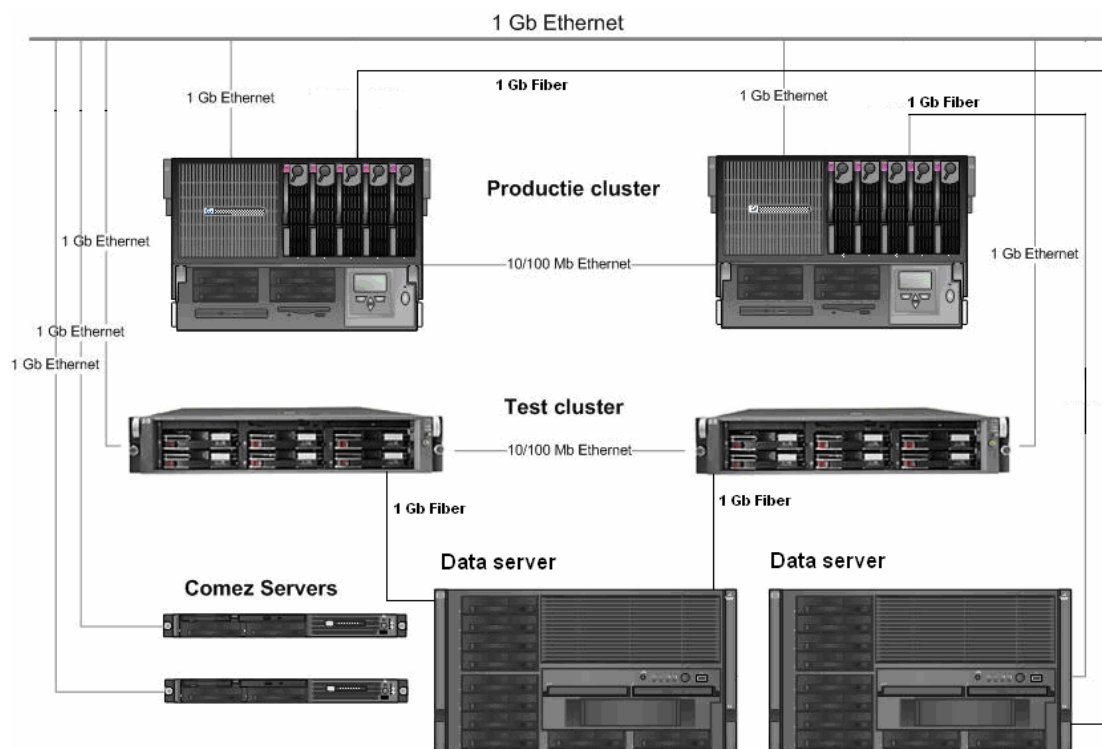 1 Gb Ethernet
1 Gb Fiber
1 Gb Ethernet
1 Gb Ethernet
1 Gb Fiber
Productie cluster
1 Gb Ethernet
1 Gb Ethernet
10/100 Mb Ethernet
1 Gb Ethernet
1 Gb Ethernet
Test cluster
10/100 Mb Ethernet
1 Gb Fiber
1 Gb Fiber
Data server
Data server
Comez Servers